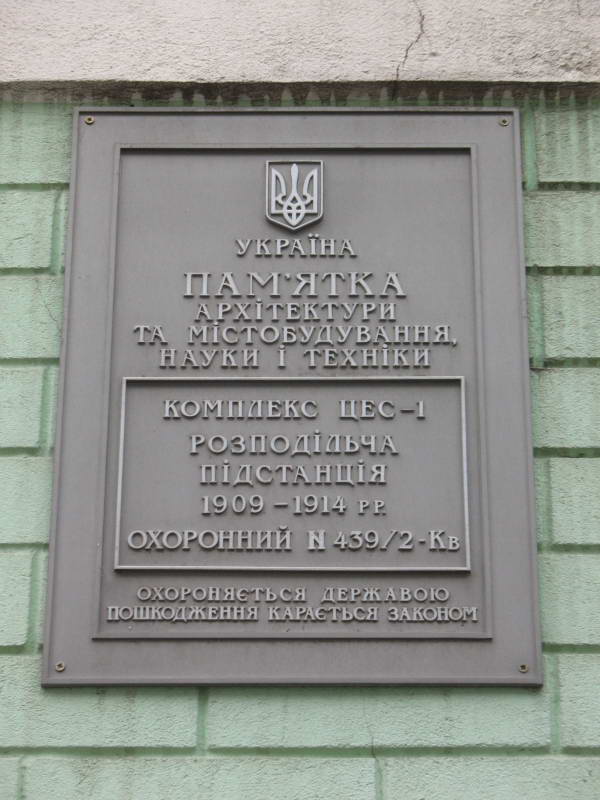 УКРАЇНА
ПАМ'ЯТКА
АРХІТЕКТУРИ
ТА МІСТОБУДУВАННЯ,
НАУКИ І ТЕХНІКИ
КОМПЛЕКС ЦЕС-1
РОЗПОДІЛЬЧА
ПІДСТАНЦІЯ
1909-1914 РР.
ОХОРОННИЙ N 439/2-Кв
ОХОРОНЯЄТЬСЯ ДЕРЖАВОЮ
ПОШКОДЖЕННЯ КАРАЄТЬСЯ ЗАКОНОМ